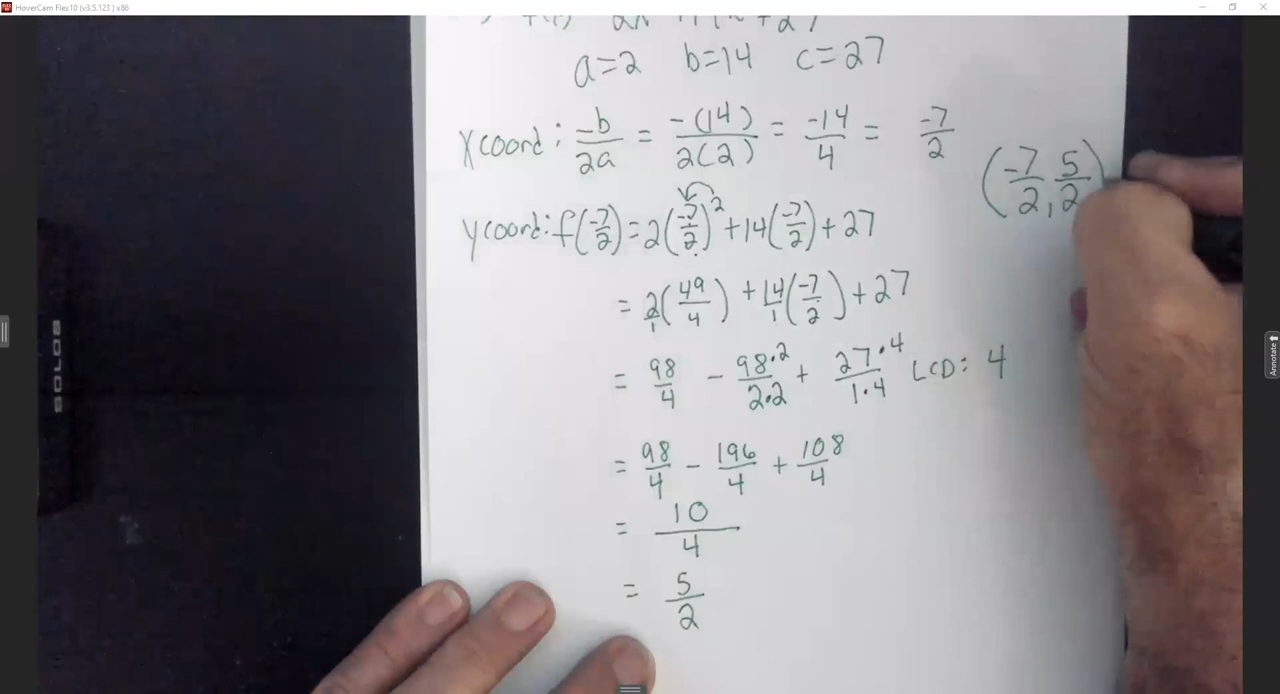 HoverCam Flex10 (v3.5.123 ) x86
a=2 b=14 c=27
X coord: -b/2a = -(14)/2(2) = -14/4 = -7/2
(-7/2, 5/2)
y coord: f(-7/2) = 2(-7/2)^2 + 14(-7/2) + 27
= 2/1(49/4) + 14/1(-7/2) + 27
= 98/4 - 98·2/2·2 + 27·4/1·4 LCD: 4
= 98/4 - 196/4 + 108/4
= 10/4
= 5/2
SOLO8
Annotate